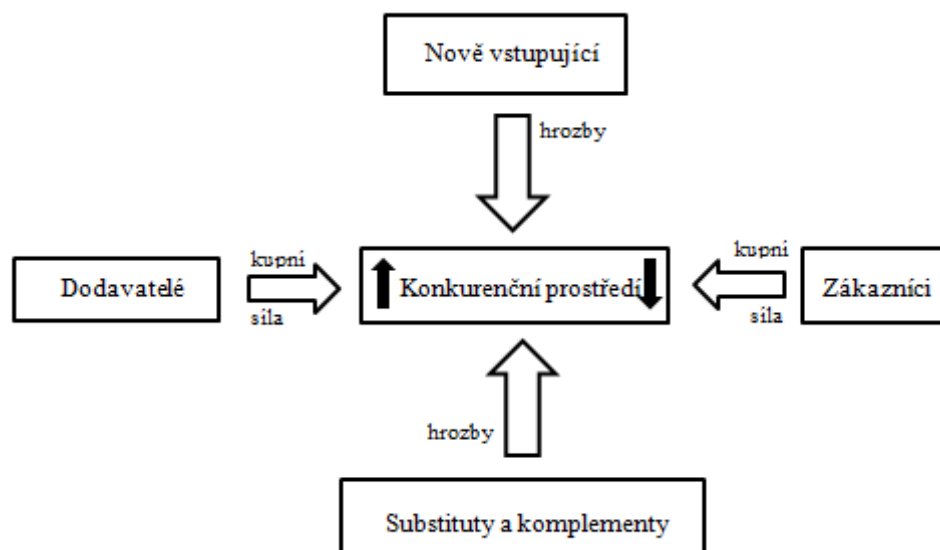 Nově vstupující
hrozby
kupní
síla
Dodavatelé
Konkurenční prostředí
kupní
síla
Zákazníci
hrozby
Substituty a komplementy